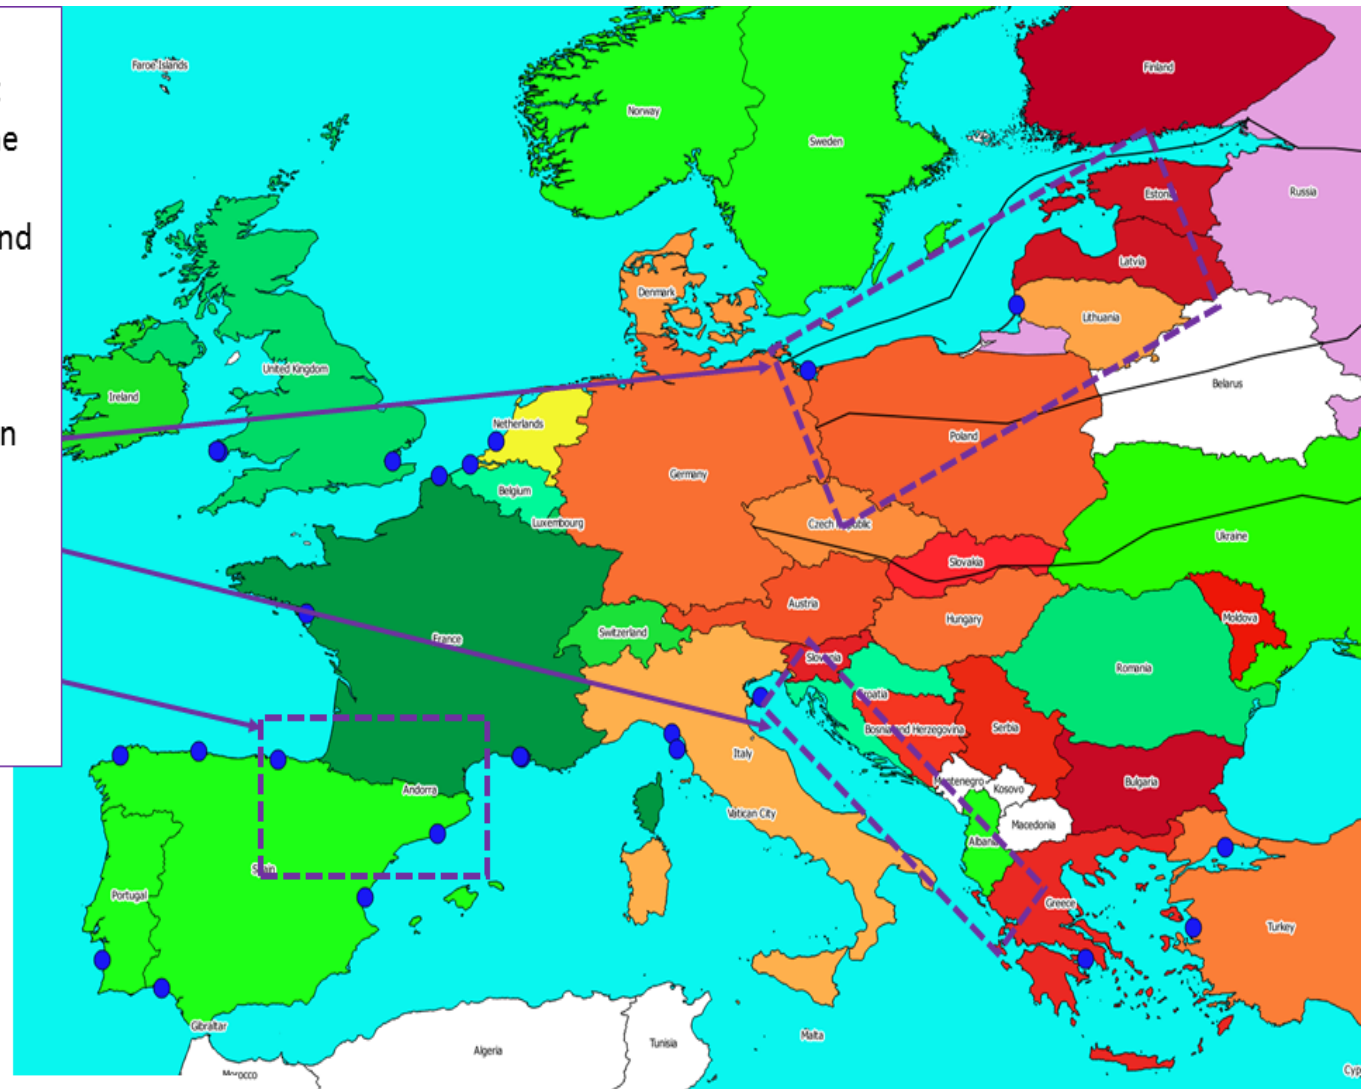 :
ne
nd
n
Faroe Islands
Finland
Norway
Sweden
Russia
Estonia
Latvia
Denmark
Lithuania
United Kingdom
Ireland
Belarus
Netherlands
Poland
Germany
Belgium
Luxembourg
Czech Republic
Ukraine
Slovakia
Austria
Moldova
Hungary
Switzerland
France
Slovenia
Romania
Croatia
Bosnia and Herzegovina
Serbia
Italy
Montenegro
Bulgaria
Andorra
Kosovo
Vatican City
Macedonia
Albania
Spain
Portugal
Greece
Turkey
Gibraltar
Malta
Tunisia
Algeria
Morocco
Cyp